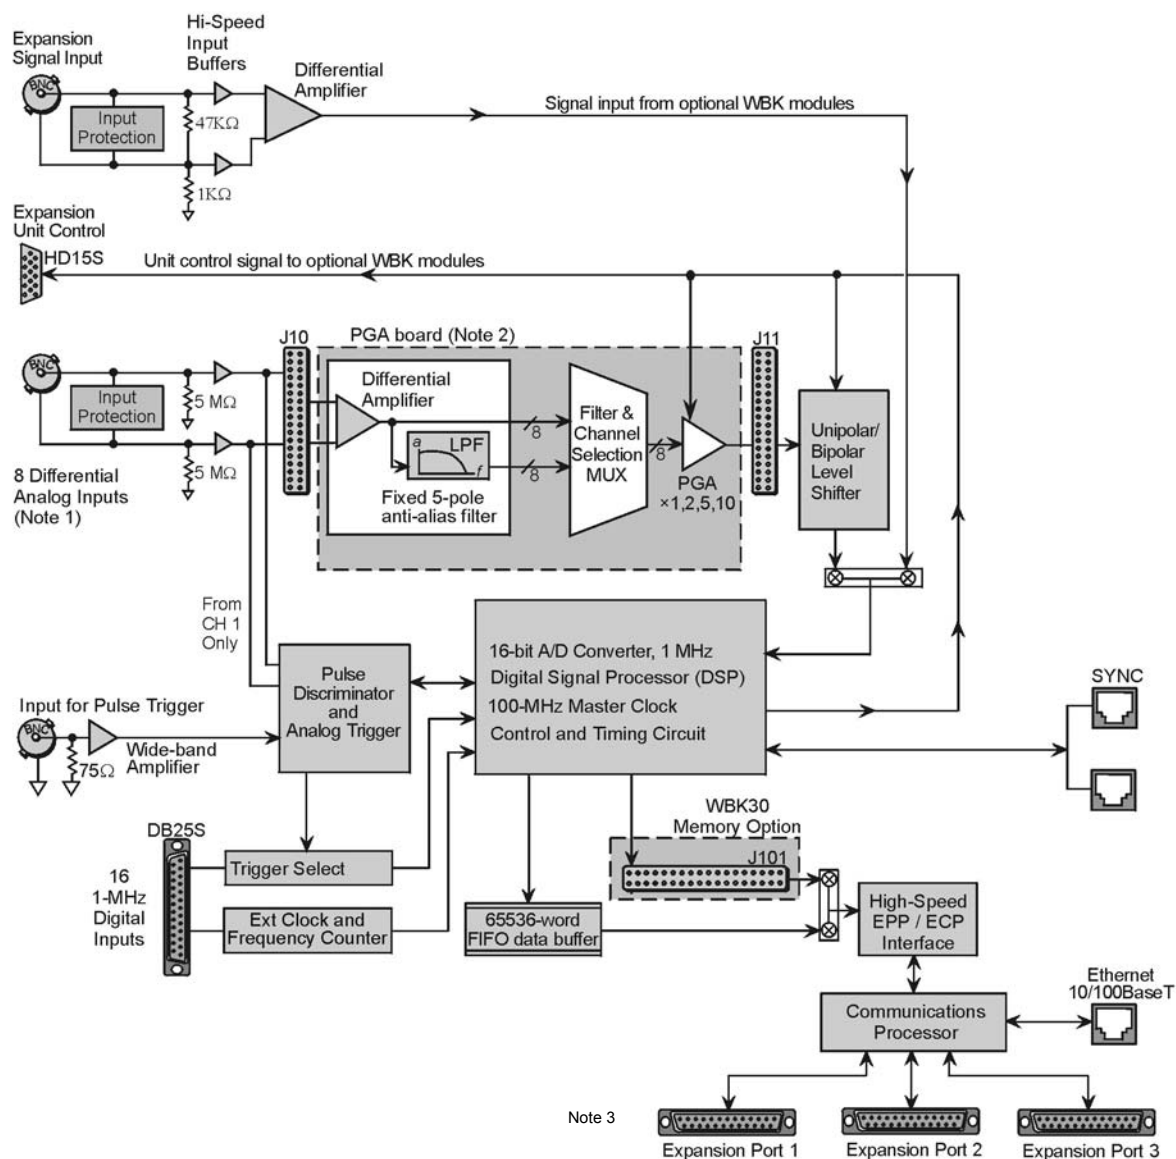 Expansion
Signal Input
BNC
Input
Protection
Hi-Speed
Input
Buffers
47KΩ
1KΩ
Differential
Amplifier
Signal input from optional WBK modules
Expansion
Unit Control
HD15S
Unit control signal to optional WBK modules
BNC
Input
Protection
5 MΩ
5 MΩ
8 Differential
Analog Inputs
(Note 1)
J10
PGA board (Note 2)
Differential
Amplifier
a
LPF
f
Fixed 5-pole
anti-alias filter
8
8
Filter &
Channel
Selection
MUX
8
PGA
×1,2,5,10
J11
Unipolar/
Bipolar
Level
Shifter
From
CH 1
Only
Pulse
Discriminator
and
Analog Trigger
16-bit A/D Converter, 1 MHz
Digital Signal Processor (DSP)
100-MHz Master Clock
Control and Timing Circuit
SYNC
Input for Pulse Trigger
BNC
75Ω
Wide-band
Amplifier
DB25S
16
1-MHz
Digital
Inputs
Trigger Select
Ext Clock and
Frequency Counter
WBK30
Memory Option
J101
65536-word
FIFO data buffer
High-Speed
EPP / ECP
Interface
Communications
Processor
Ethernet
10/100BaseT
Note 3
Expansion Port 1
Expansion Port 2
Expansion Port 3